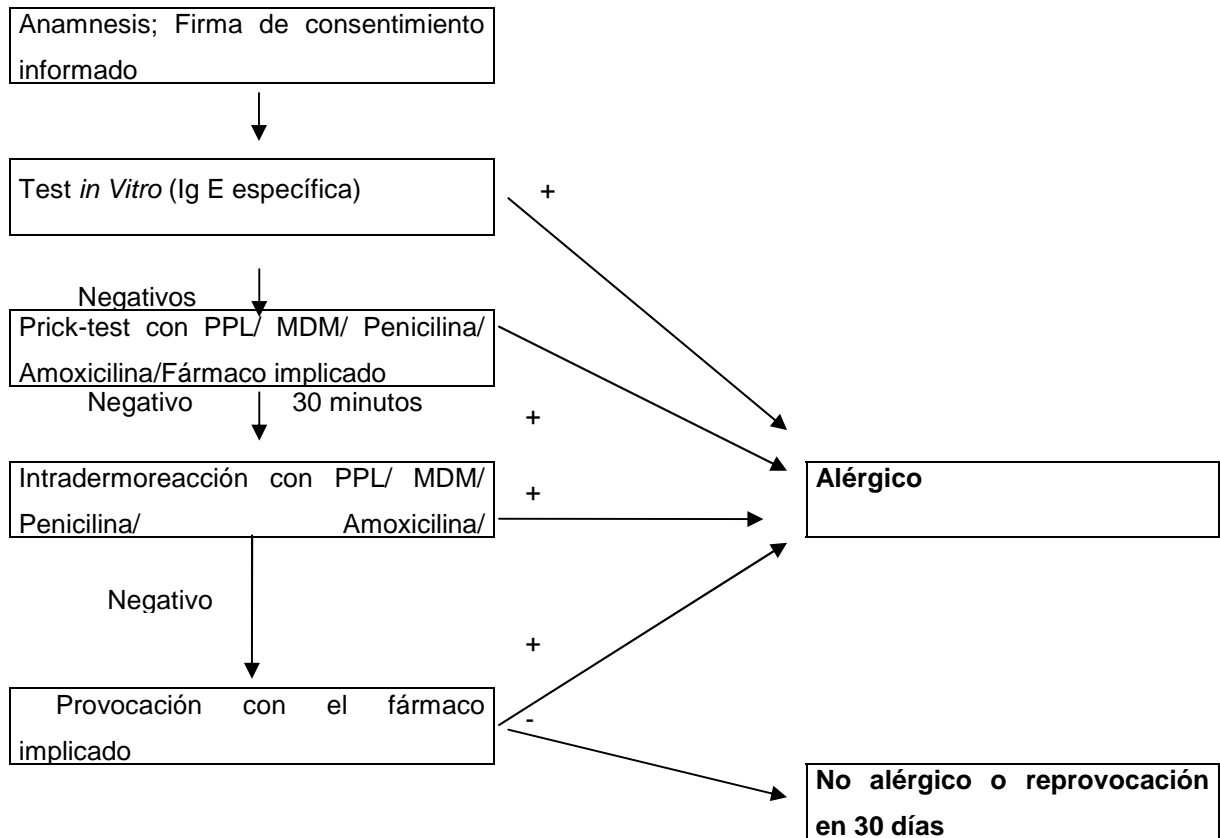 Anamnesis; Firma de consentimiento
informado
Test in Vitro (Ig E específica)
+
Negativos
Prick-test con PPL/ MDM/ Penicilina/
Amoxicilina/Fármaco implicado
Negativo 30 minutos
+
Intradermoreacción con PPL/ MDM/
Penicilina/ Amoxicilina/
+
Alérgico
Negativo
+
Provocación con el fármaco
implicado
-
No alérgico o reprovocación
en 30 días